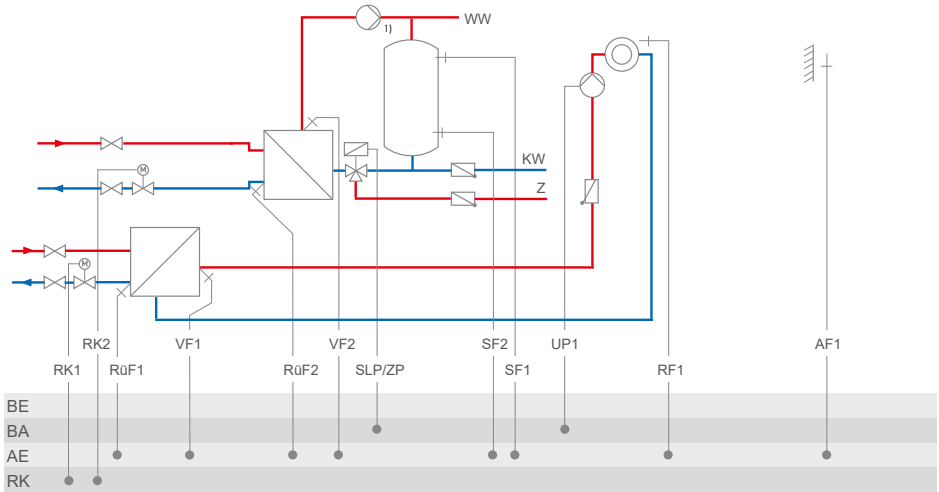 1)
WW
KW
M
Z
M
RK2
VF1
VF2
SF2
UP1
AF1
RK1
RüF1
RüF2
SLP/ZP
SF1
RF1
BE
BA
AE
RK